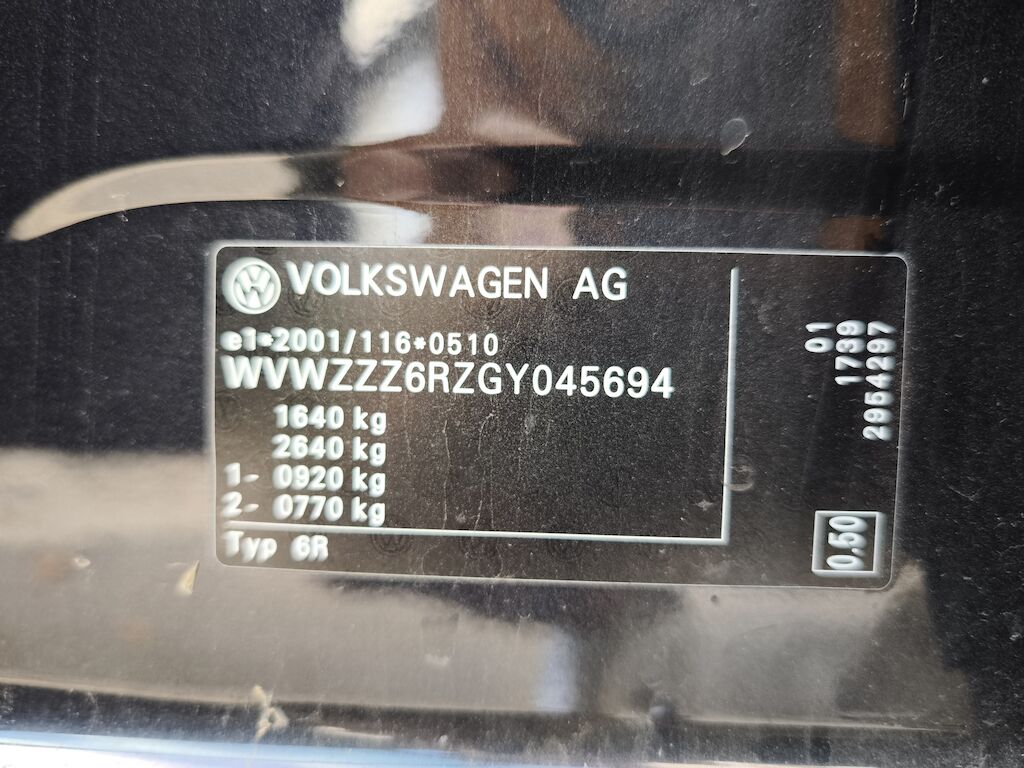 VOLKSWAGEN AG
e1*2001/116*0510
WVWZZZ6RZGY045694
1640 kg
2640 kg
1- 0920 kg
2- 0770 kg
Typ 6R
01
1739
2954297
0,50